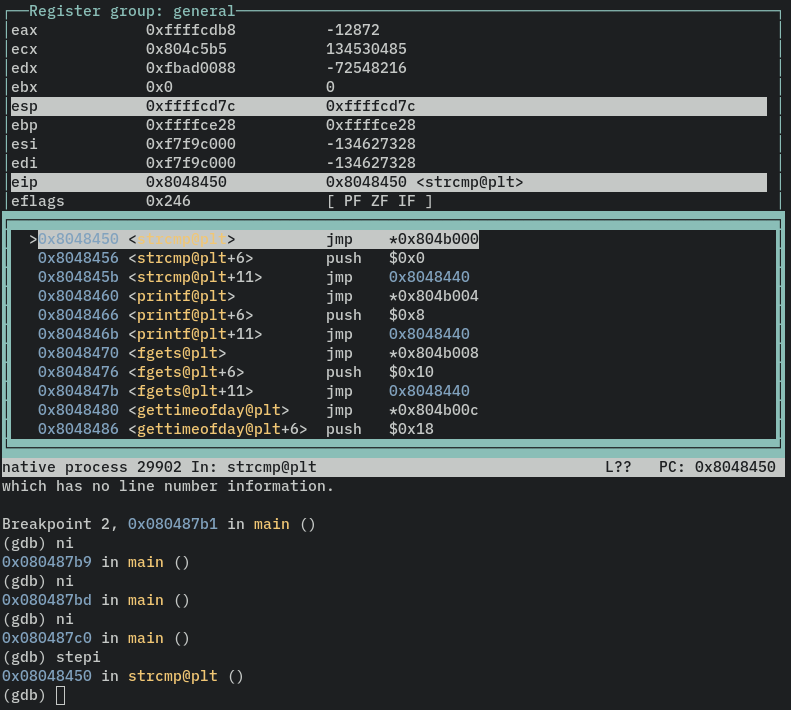 Register group: general
eax 0xffffcdb8 -12872
ecx 0x804c5b5 134530485
edx 0xfbad0088 -72548216
ebx 0x0 0
esp 0xffffcd7c 0xffffcd7c
ebp 0xffffce28 0xffffce28
esi 0xf7f9c000 -134627328
edi 0xf7f9c000 -134627328
eip 0x8048450 0x8048450 <strcmp@plt>
eflags 0x246 [ PF ZF IF ]
>0x8048450 <strcmp@plt> jmp *0x804b000
0x8048456 <strcmp@plt+6> push $0x0
0x804845b <strcmp@plt+11> jmp 0x8048440
0x8048460 <printf@plt> jmp *0x804b004
0x8048466 <printf@plt+6> push $0x8
0x804846b <printf@plt+11> jmp 0x8048440
0x8048470 <fgets@plt> jmp *0x804b008
0x8048476 <fgets@plt+6> push $0x10
0x804847b <fgets@plt+11> jmp 0x8048440
0x8048480 <gettimeofday@plt> jmp *0x804b00c
0x8048486 <gettimeofday@plt+6> push $0x18
native process 29902 In: strcmp@plt L?? PC: 0x8048450
which has no line number information.
Breakpoint 2, 0x080487b1 in main ()
(gdb) ni
0x080487b9 in main ()
(gdb) ni
0x080487bd in main ()
(gdb) ni
0x080487c0 in main ()
(gdb) stepi
0x08048450 in strcmp@plt ()
(gdb)